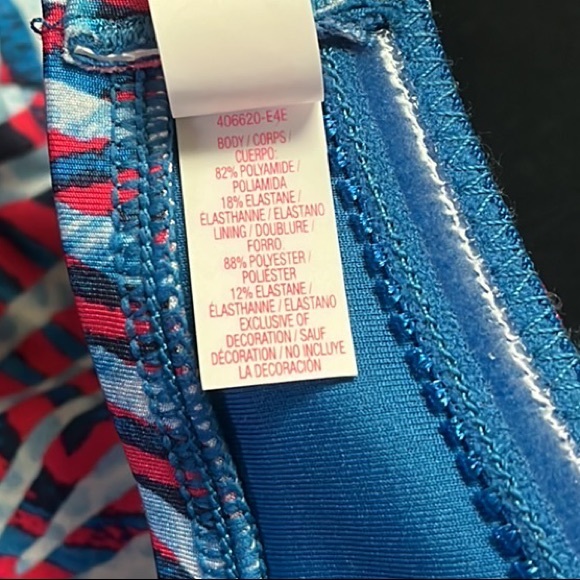 406620-E4E
BODY / CORPS /
CUERPO:
82% POLYAMIDE /
POLIAMIDA
18% ELASTANE /
ÉLASTHANNE / ELASTANO
LINING / DOUBLURE /
FORRO:
88% POLYESTER /
POLIÉSTER
12% ELASTANE /
ÉLASTHANNE / ELASTANO
EXCLUSIVE OF
DECORATION / SAUF
DÉCORATION / NO INCLUYE
LA DECORACIÓN